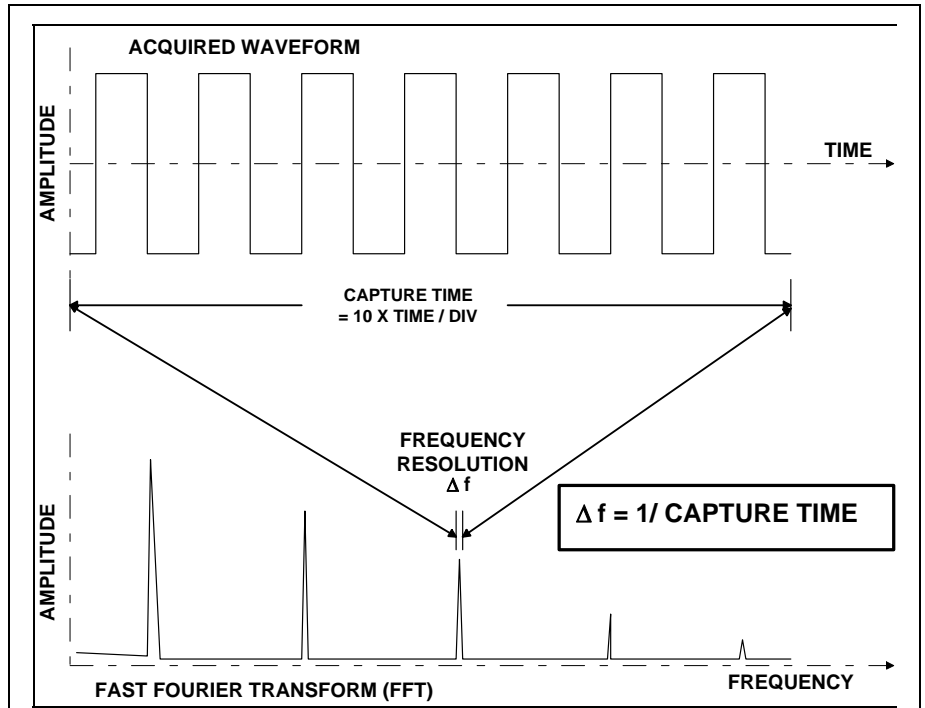 ACQUIRED WAVEFORM
AMPLITUDE
TIME
CAPTURE TIME
= 10 X TIME / DIV
FREQUENCY
RESOLUTION
Δ f
Δ f = 1/ CAPTURE TIME
AMPLITUDE
FREQUENCY
FAST FOURIER TRANSFORM (FFT)